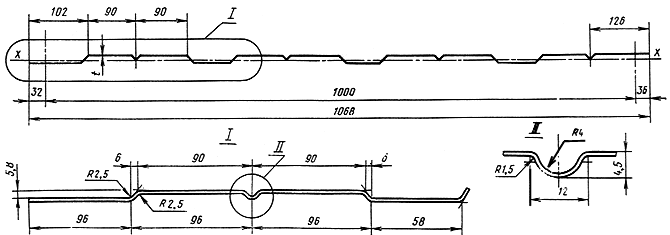 102 90 90 I 126
X X
t
32 1000 36
1068
I II
5,8 6 90 II 90 6 R4
R2,5 R2,5 R1,5 4,5
12
96 96 96 58